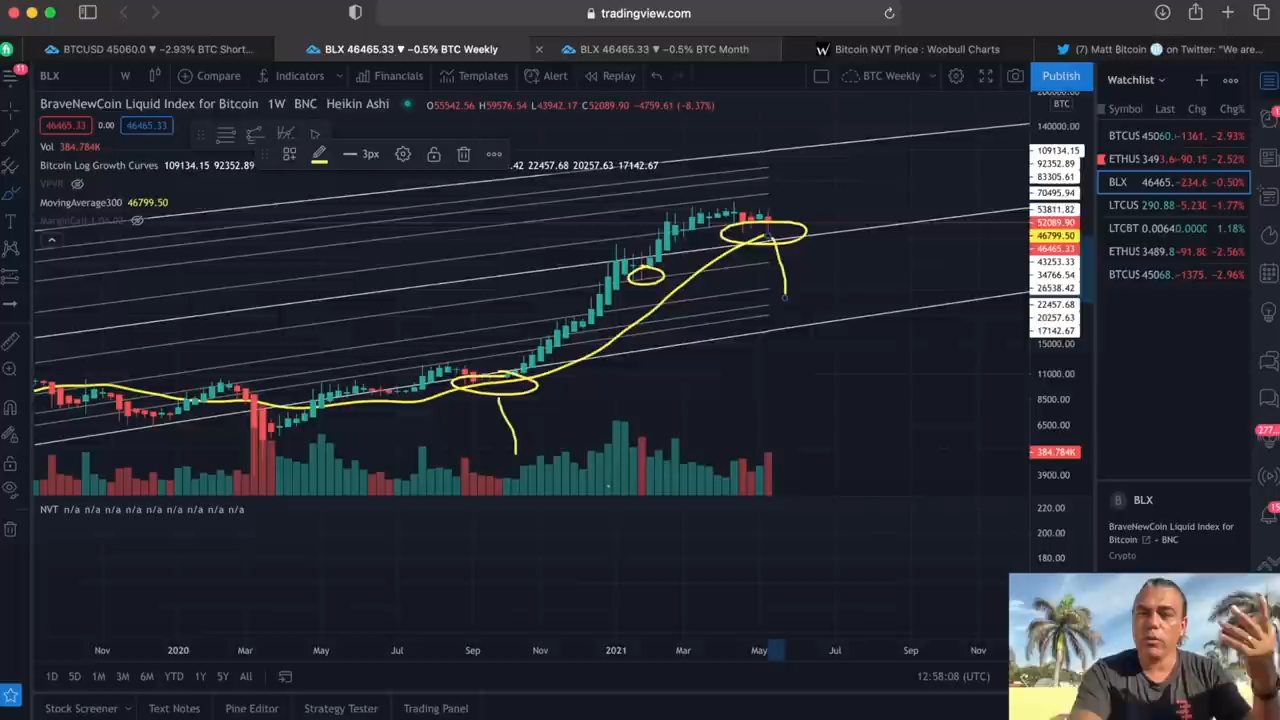 tradingview.com
BTCUSD 45060.0 ▼ −2.93% BTC Short...
BLX 46465.33 ▼ −0.5% BTC Weekly
BLX 46465.33 ▼ −0.5% BTC Month
Bitcoin NVT Price : Woobull Charts
Matt Bitcoin on Twitter: "We are...
11
BLX
W
Compare
Indicators
Financials
Templates
Alert
Replay
BTC Weekly
Publish
Watchlist
BraveNewCoin Liquid Index for Bitcoin 1W BNC Heikin Ashi
O55542.56 H59576.54 L43942.17 C52089.90 −4759.61 (−8.37%)
BTC
Symbol Last Chg Chg%
46465.33 0.00 46465.33
140000.00
BTCUS 45060. -1361. −2.93%
Vol 384.784K
3px
109134.15
ETHUS 3493.6 -90.15 −2.52%
Bitcoin Log Growth Curves 109134.15 92352.89
.42 22457.68 20257.63 17142.67
92352.89
83305.61
BLX 46465. -234.6 −0.50%
VPVR
70495.94
MovingAverage300 46799.50
LTCUS 290.88 -5.230 −1.77%
53811.82
52089.90
LTCBT 0.0064 0.0000 1.18%
46799.50
46465.33
ETHUS 3489.8 -91.80 −2.56%
43253.33
34766.54
BTCUS 45068. -1375. −2.96%
26538.42
22457.68
20257.63
17142.67
15000.00
11000.00
8500.00
6500.00
277...
384.784K
3900.00
BLX
NVT n/a n/a n/a n/a n/a n/a n/a n/a n/a
220.00
15
BraveNewCoin Liquid Index for
200.00
Bitcoin - BNC
180.00
Crypto
Nov 2020 Mar May Jul Sep Nov 2021 Mar May Jul Sep Nov
1D 5D 1M 3M 6M YTD 1Y 5Y All
12:58:08 (UTC)
Stock Screener Text Notes Pine Editor Strategy Tester Trading Panel